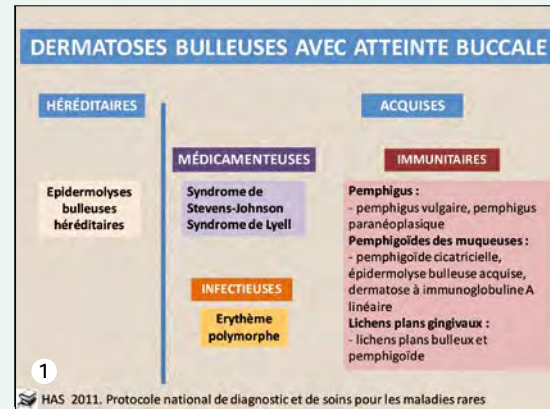 DERMATOSES BULLEUSES AVEC ATTEINTE BUCCALE
HÉRÉDITAIRES
ACQUISES
MÉDICAMENTEUSES
IMMUNITAIRES
Epidermolyses
bulleuses
héréditaires
Syndrome de
Stevens-Johnson
Syndrome de Lyell
INFECTIEUSES
Erythème
polymorphe
Pemphigus :
- pemphigus vulgaire, pemphigus
paranéoplasique
Pemphigoïdes des muqueuses :
- pemphigoïde cicatricielle,
épidermolyse bulleuse acquise,
dermatose à immunoglobuline A
linéaire
Lichens plans gingivaux :
- lichens plans bulleux et
pemphigoïde
1
HAS 2011. Protocole national de diagnostic et de soins pour les maladies rares